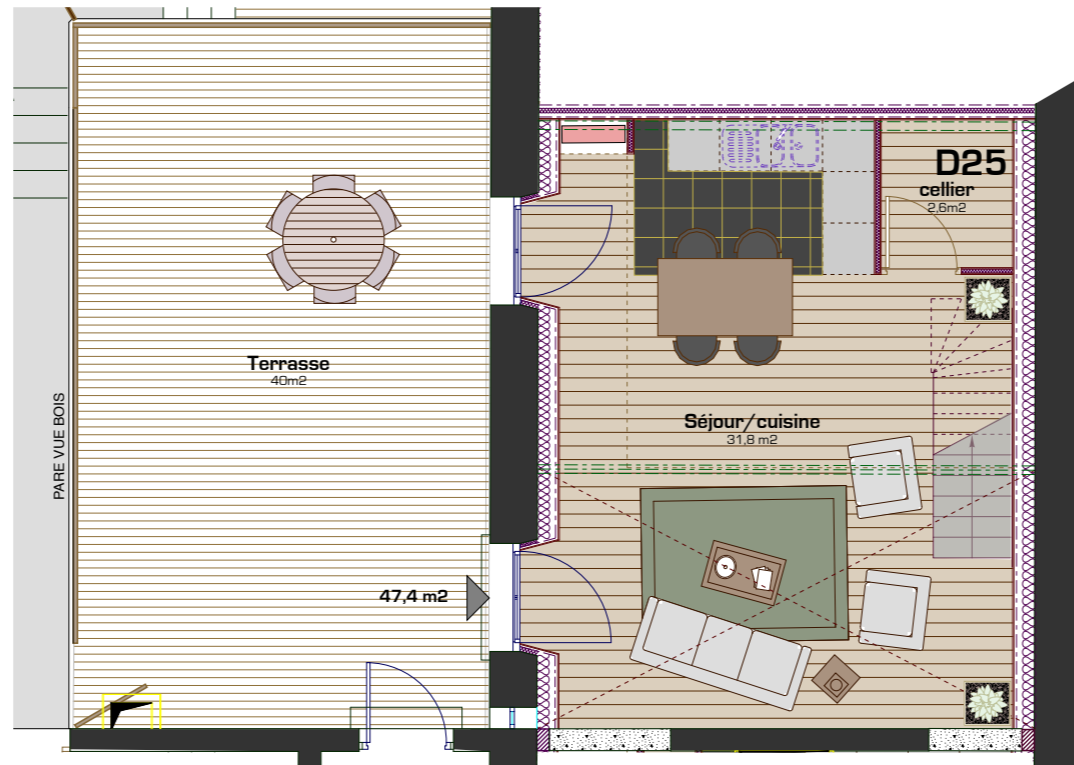 D25
cellier
2,6m2
Terrasse
40m2
Séjour/cuisine
31,8 m2
PARE VUE BOIS
47,4 m2